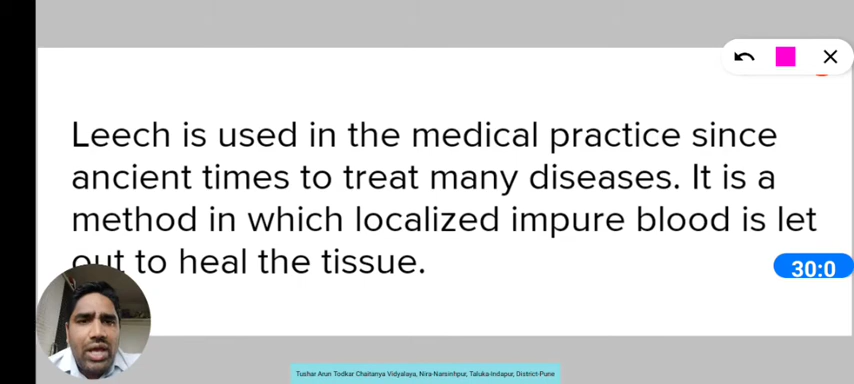 Leech is used in the medical practice since
ancient times to treat many diseases. It is a
method in which localized impure blood is let
out to heal the tissue.
30:0
Tushar Arun Todkar Chaitanya Vidyalaya, Nira-Narsinhpur, Taluka-Indapur, District-Pune